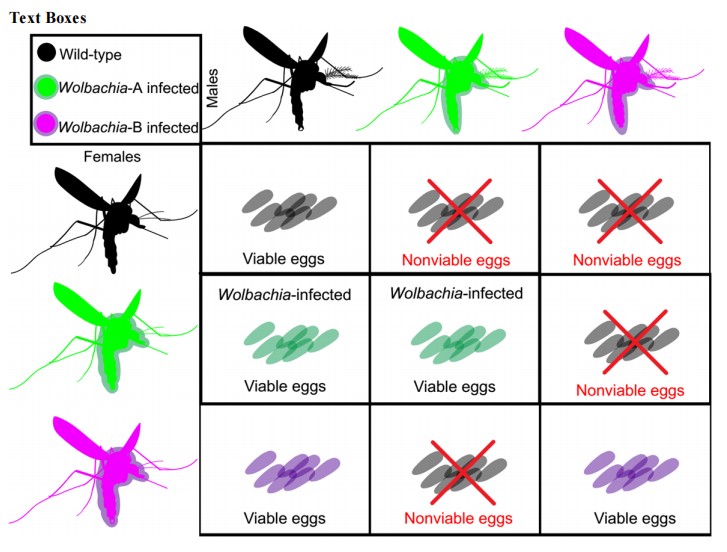 Text Boxes
Wild-type
Wolbachia-A infected
Wolbachia-B infected
Males
Females
Viable eggs
Nonviable eggs
Nonviable eggs
Wolbachia-infected
Wolbachia-infected
Viable eggs
Viable eggs
Nonviable eggs
Viable eggs
Nonviable eggs
Viable eggs